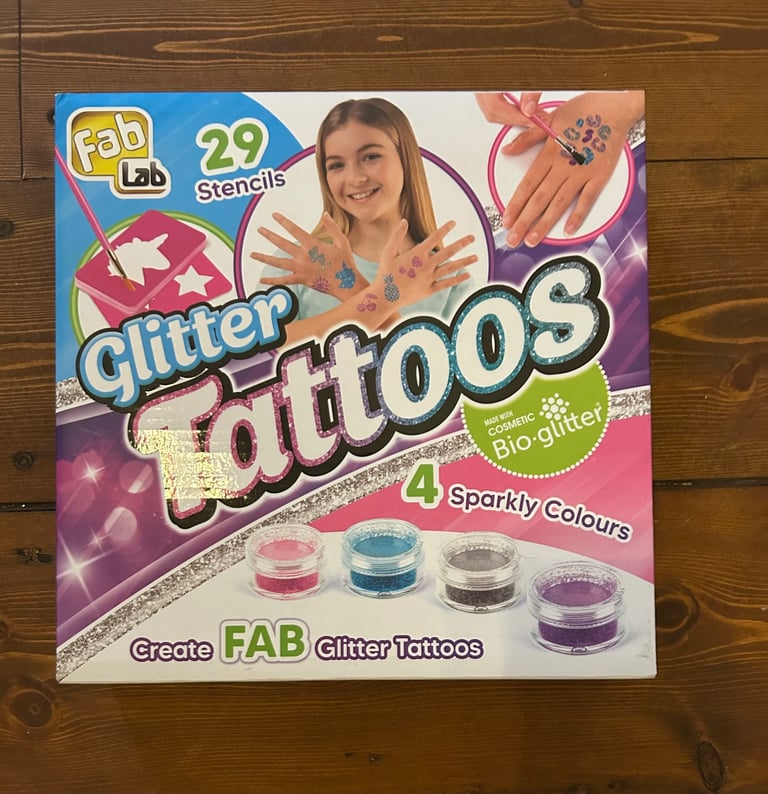 Fab
Lab
29
Stencils
Glitter
Tattoos
MADE WITH
COSMETIC
Bio-glitter®
4 Sparkly Colours
Create FAB Glitter Tattoos